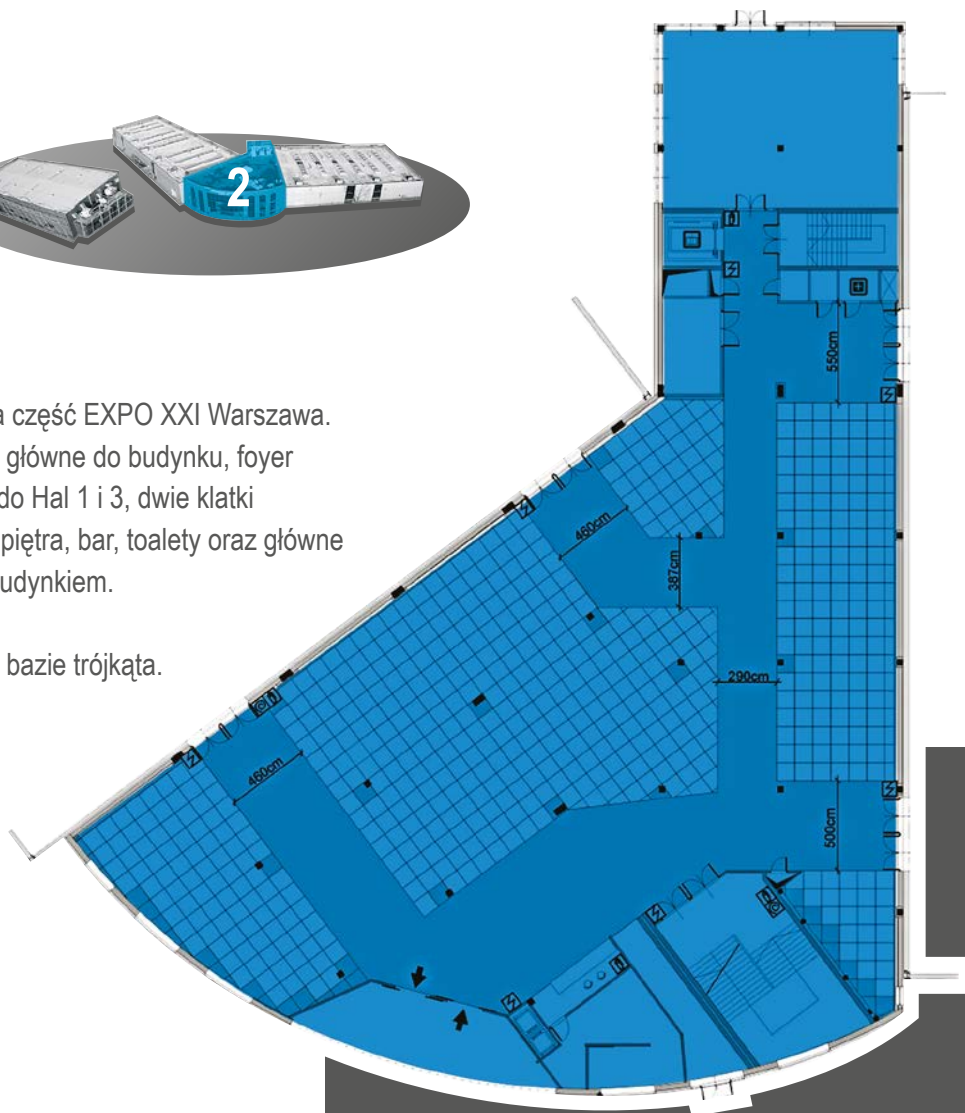 2
a część EXPO XXI Warszawa.
główne do budynku, foyer
do Hal 1 i 3, dwie klatki
piętra, bar, toalety oraz główne
udynkiem.
bazie trójkąta.
550cm
460cm
387cm
290cm
460cm
500cm